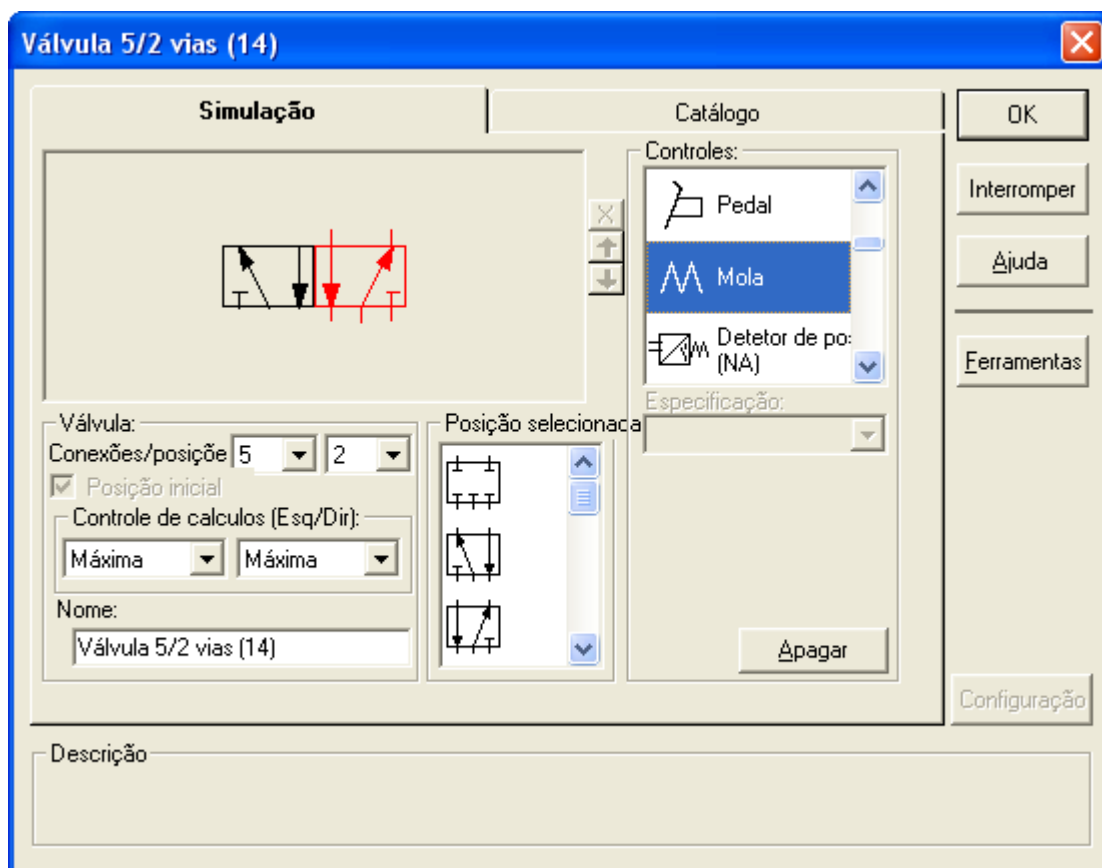 Válvula 5/2 vias (14)
Simulação
Catálogo
OK
Interromper
Ajuda
Ferramentas
Configuração
Controles:
Pedal
Mola
Detetor de po
(NA)
Especificação:
Apagar
Válvula:
Conexões/posiçõe 5 2
Posição inicial
Controle de calculos (Esq/Dir):
Máxima Máxima
Nome:
Válvula 5/2 vias (14)
Posição selecionada
Descrição